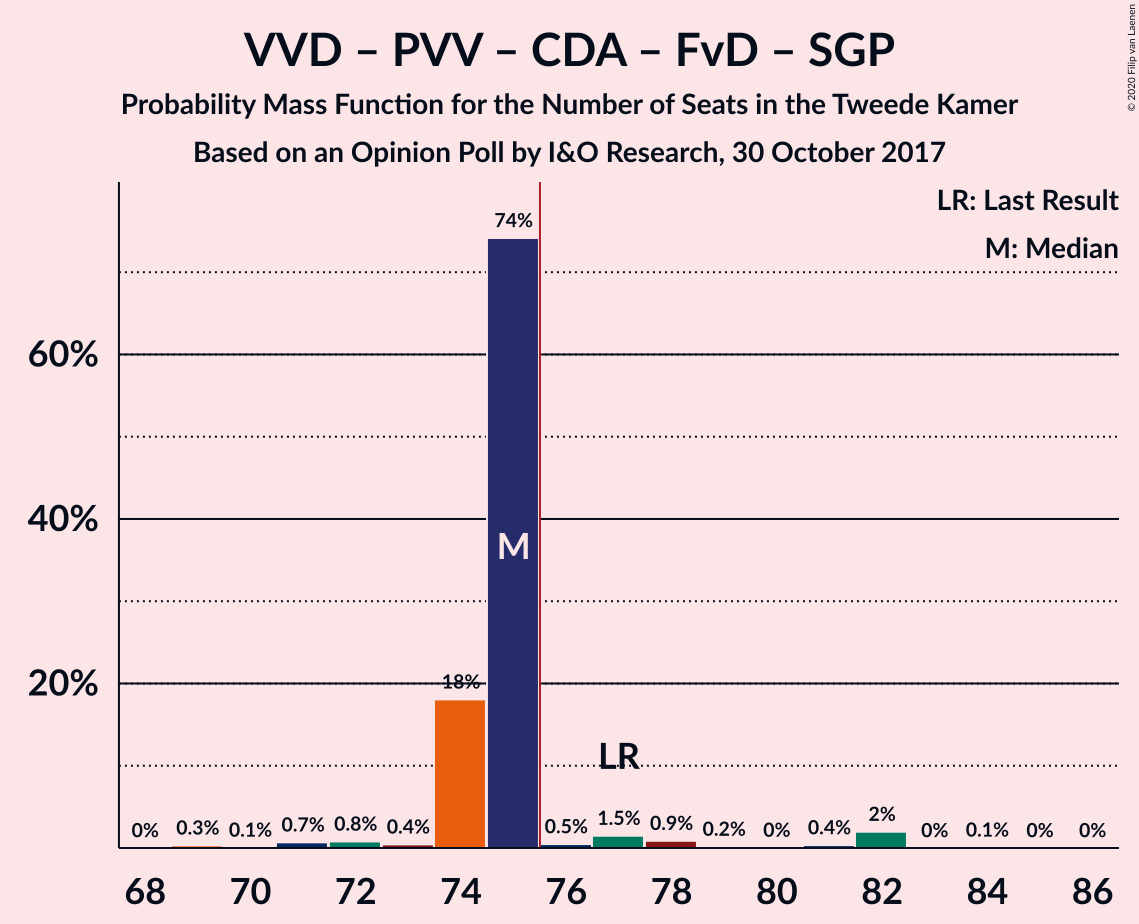 VVD – PVV – CDA – FvD – SGP
Probability Mass Function for the Number of Seats in the Tweede Kamer
Based on an Opinion Poll by I&O Research, 30 October 2017
© 2020 Filip van Laenen
LR: Last Result
M: Median
74%
60%
40%
M
20%
18%
LR
0% 0.3% 0.1% 0.7% 0.8% 0.4% 0.5% 1.5% 0.9% 0.2% 0% 0.4% 2% 0% 0.1% 0% 0%
68 70 72 74 76 78 80 82 84 86